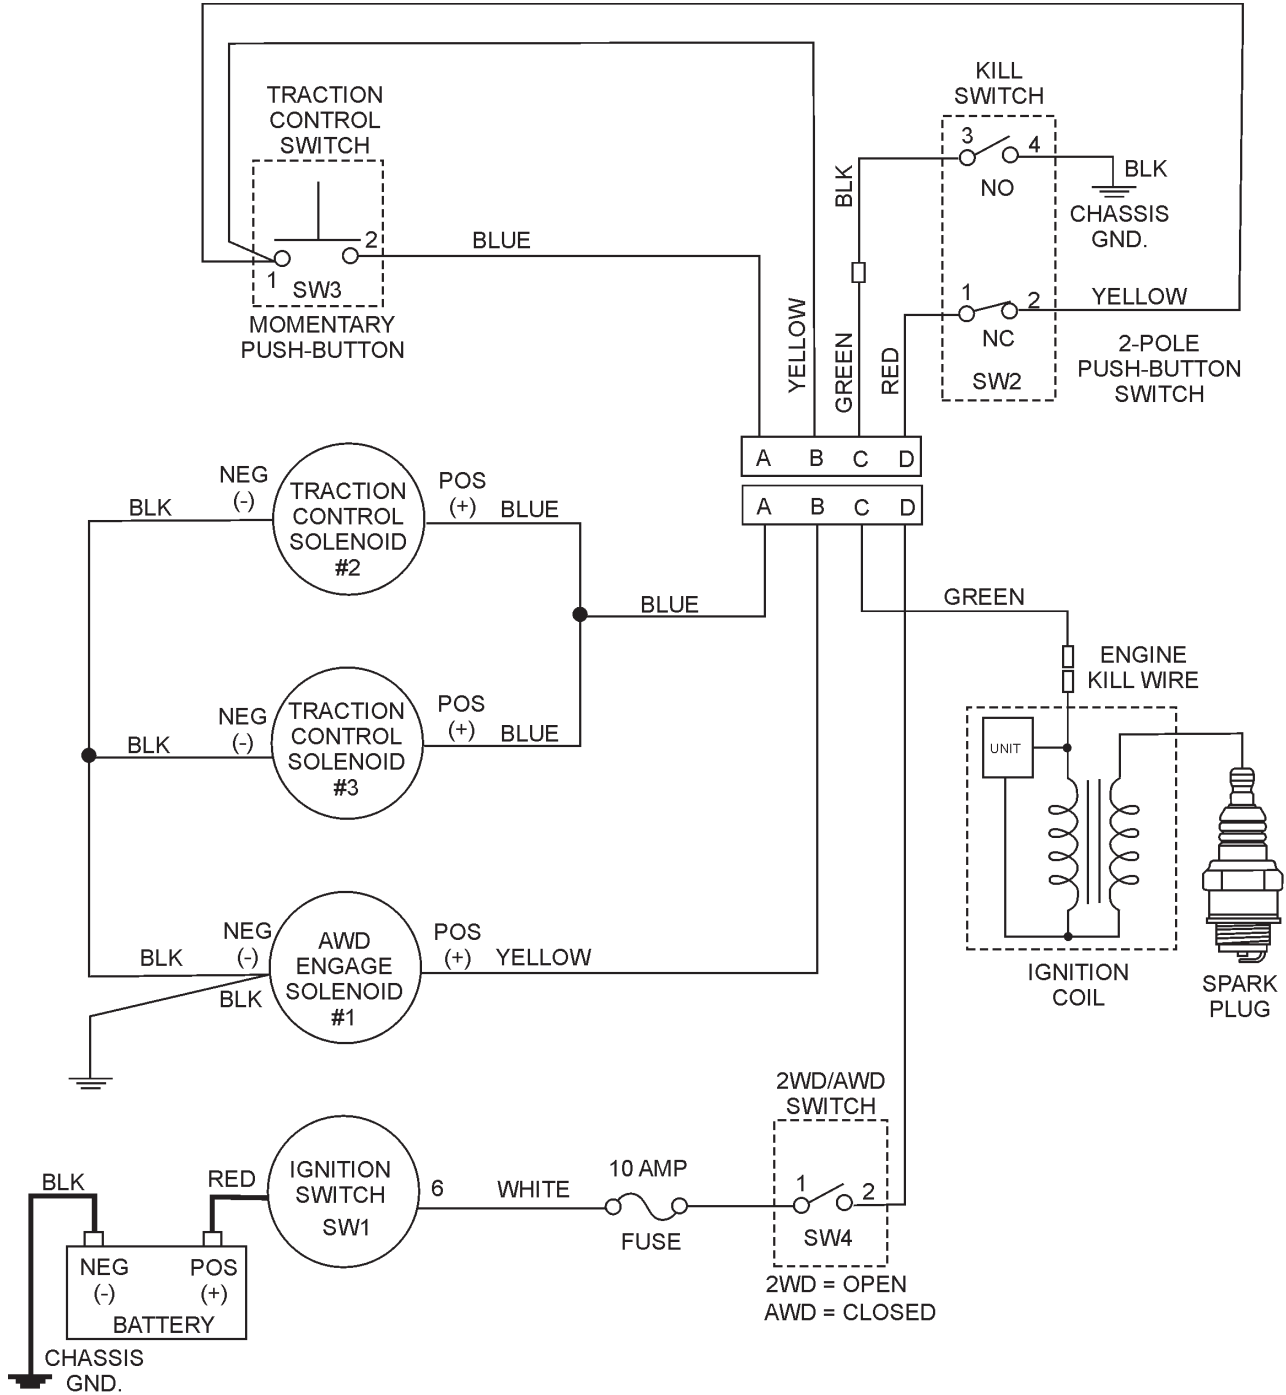 TRACTION
CONTROL
SWITCH
1
2
SW3
MOMENTARY
PUSH-BUTTON
BLUE
YELLOW
BLK
GREEN
RED
KILL
SWITCH
3
4
NO
BLK
CHASSIS
GND.
1
2
NC
SW2
YELLOW
2-POLE
PUSH-BUTTON
SWITCH
A B C D
A B C D
NEG
(-)
BLK
TRACTION
CONTROL
SOLENOID
#2
POS
(+)
BLUE
BLUE
NEG
(-)
BLK
TRACTION
CONTROL
SOLENOID
#3
POS
(+)
BLUE
GREEN
ENGINE
KILL WIRE
UNIT
IGNITION
COIL
SPARK
PLUG
NEG
(-)
BLK
BLK
AWD
ENGAGE
SOLENOID
#1
POS
(+)
YELLOW
2WD/AWD
SWITCH
1
2
SW4
2WD = OPEN
AWD = CLOSED
10 AMP
FUSE
WHITE
6
IGNITION
SWITCH
SW1
RED
BLK
NEG
(-)
POS
(+)
BATTERY
CHASSIS
GND.